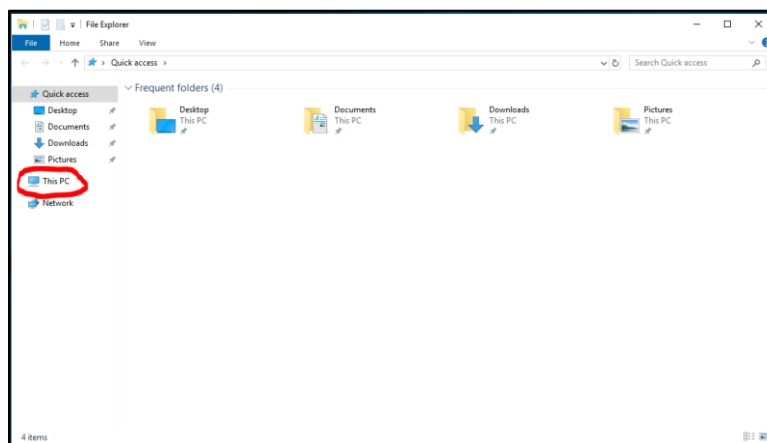 File Explorer
File Home Share View
Quick access Search Quick access
Quick access
Desktop
Documents
Downloads
Pictures
This PC
Network
Frequent folders (4)
Desktop
This PC
Documents
This PC
Downloads
This PC
Pictures
This PC
4 items